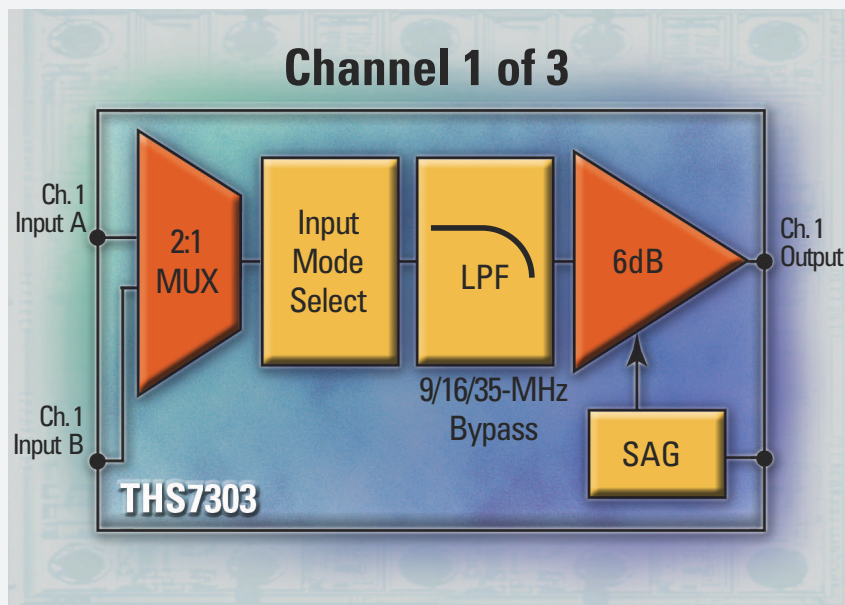 Channel 1 of 3
Ch. 1
Input A
2:1
MUX
Input
Mode
Select
LPF
6dB
Ch. 1
Output
9/16/35-MHz
Bypass
Ch. 1
Input B
SAG
THS7303